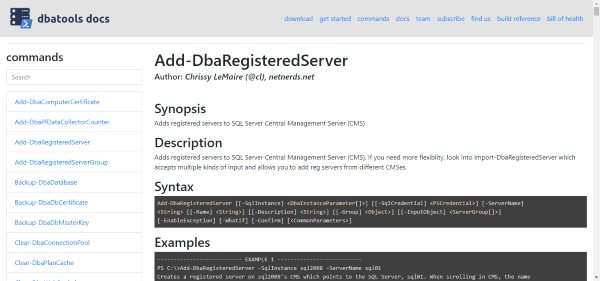 dbatools docs
download get started commands docs team subscribe find us build reference bill of health
commands
Search
Add-DbaComputerCertificate
Add-DbaPfDataCollectorCounter
Add-DbaRegisteredServer
Add-DbaRegisteredServerGroup
Backup-DbaDatabase
Backup-DbaDbCertificate
Backup-DbaDbMasterKey
Clear-DbaConnectionPool
Clear-DbaPlanCache
Add-DbaRegisteredServer
Author: Chrissy LeMaire (@cl), netnerds.net
Synopsis
Adds registered servers to SQL Server Central Management Server (CMS)
Description
Adds registered servers to SQL Server Central Management Server (CMS). If you need more flexiblity, look into Import-DbaRegisteredServer which
accepts multiple kinds of input and allows you to add reg servers from different CMSes.
Syntax
Add-DbaRegisteredServer [[-SqlInstance] <DbaInstanceParameter[]>] [[-SqlCredential] <PSCredential>] [-ServerName]
<String> [[-Name] <String>] [[-Description] <String>] [[-Group] <Object>] [[-InputObject] <ServerGroup[]>]
[-EnableException] [-WhatIf] [-Confirm] [<CommonParameters>]
Examples
-------------------------- EXAMPLE 1 --------------------------
PS C:\>Add-DbaRegisteredServer -SqlInstance sql2008 -ServerName sql01
Creates a registered server on sql2008's CMS which points to the SQL Server, sql01. When scrolling in CMS, the name